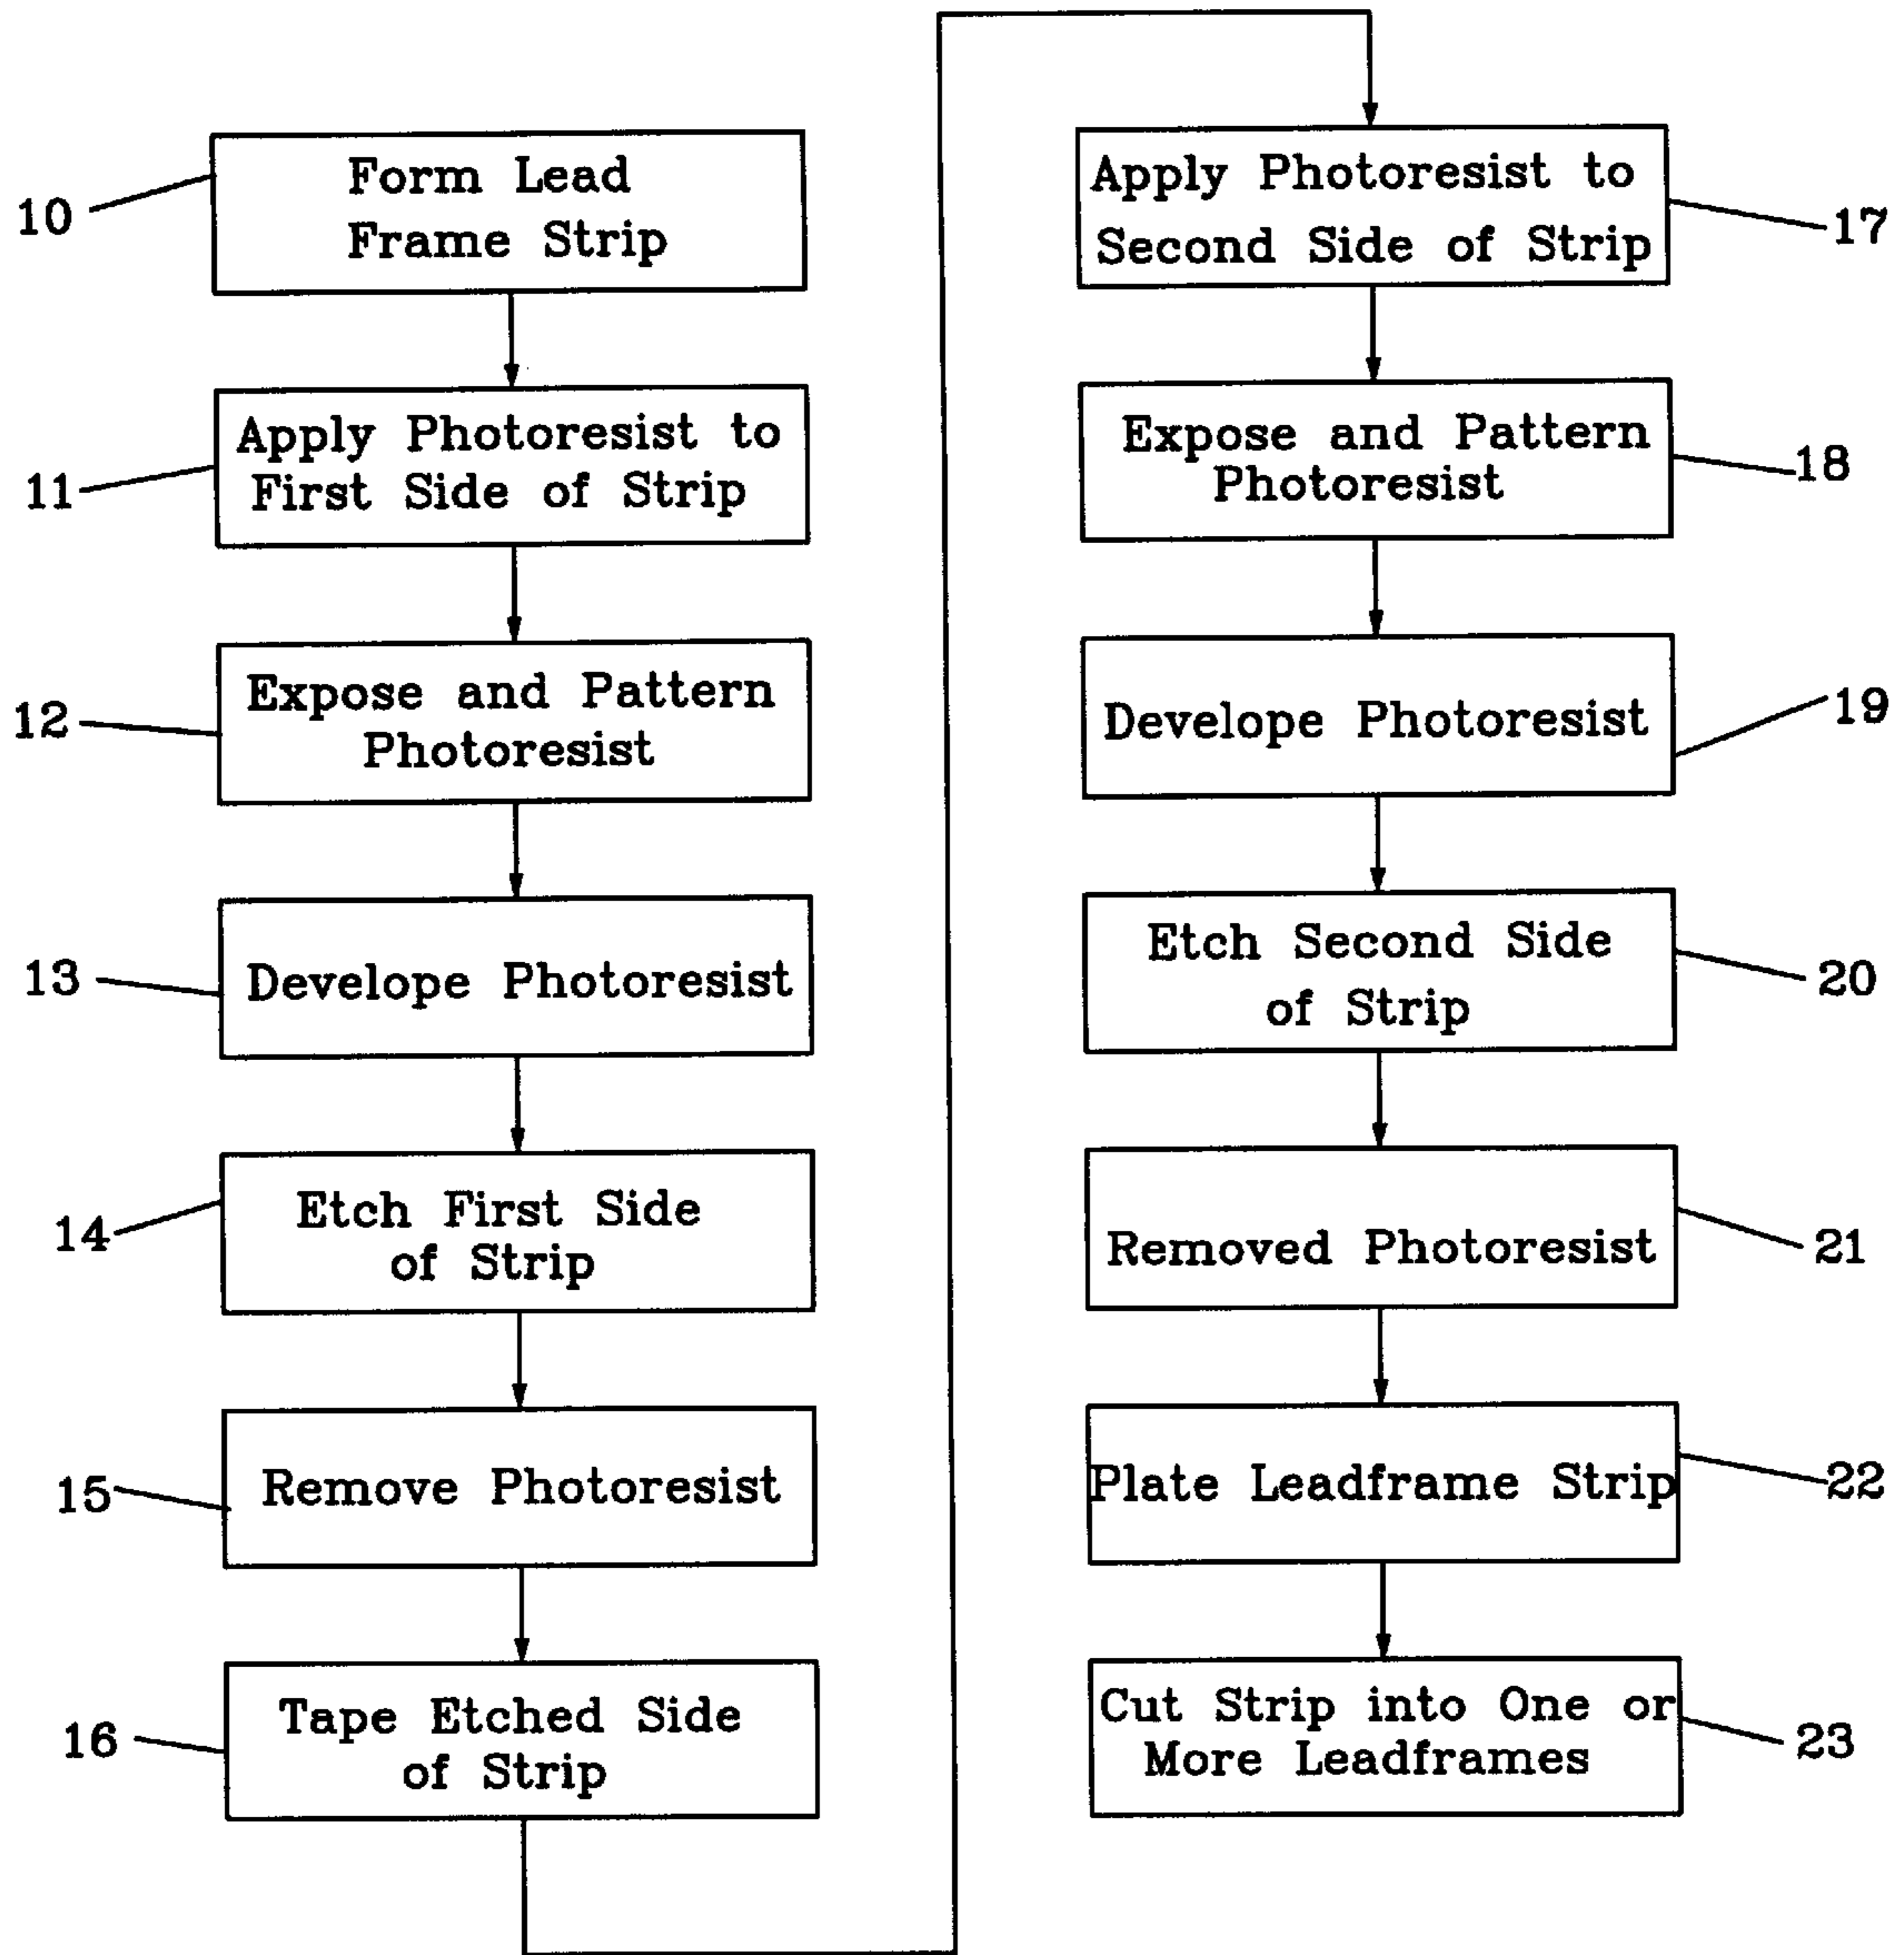 10
Form Lead
Frame Strip
11
Apply Photoresist to
First Side of Strip
12
Expose and Pattern
Photoresist
13
Develope Photoresist
14
Etch First Side
of Strip
15
Remove Photoresist
16
Tape Etched Side
of Strip
Apply Photoresist to
Second Side of Strip
17
Expose and Pattern
Photoresist
18
Develope Photoresist
19
Etch Second Side
of Strip
20
Removed Photoresist
21
Plate Leadframe Strip
22
Cut Strip into One or
More Leadframes
23